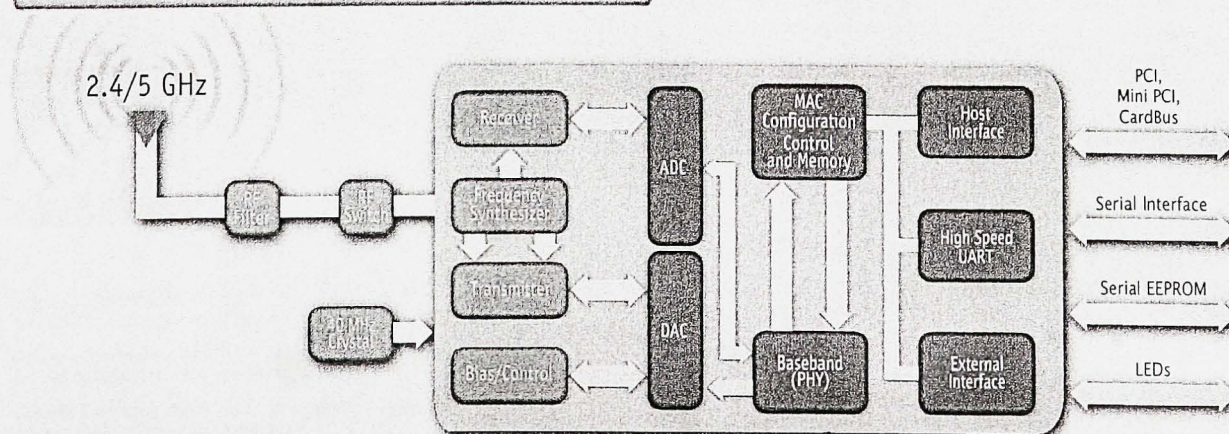 2.4/5 GHz
RF
Filter
RF
Switch
40 MHz
Crystal
Receiver
Frequency
Synthesizer
Transmitter
Bias/Control
ADC
DAC
MAC
Configuration
Control
and Memory
Baseband
(PHY)
Host
Interface
High Speed
UART
External
Interface
PCI,
Mini PCI,
CardBus
Serial Interface
Serial EEPROM
LEDs